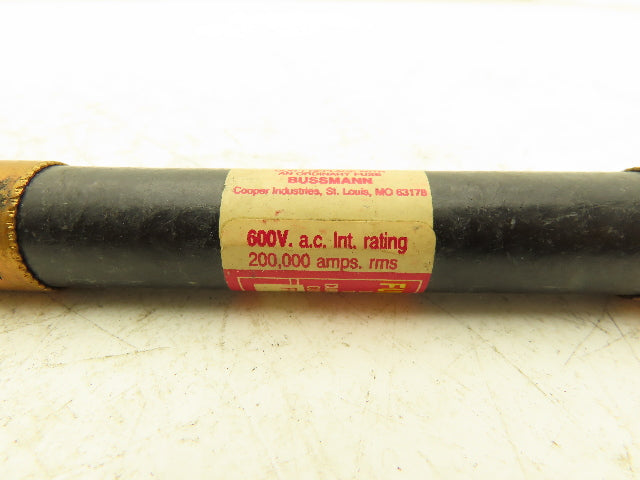 AN ORDINARY FUSE
BUSSMANN
Cooper Industries, St. Louis, MO 63178
600V. a.c. Int. rating
200,000 amps. rms